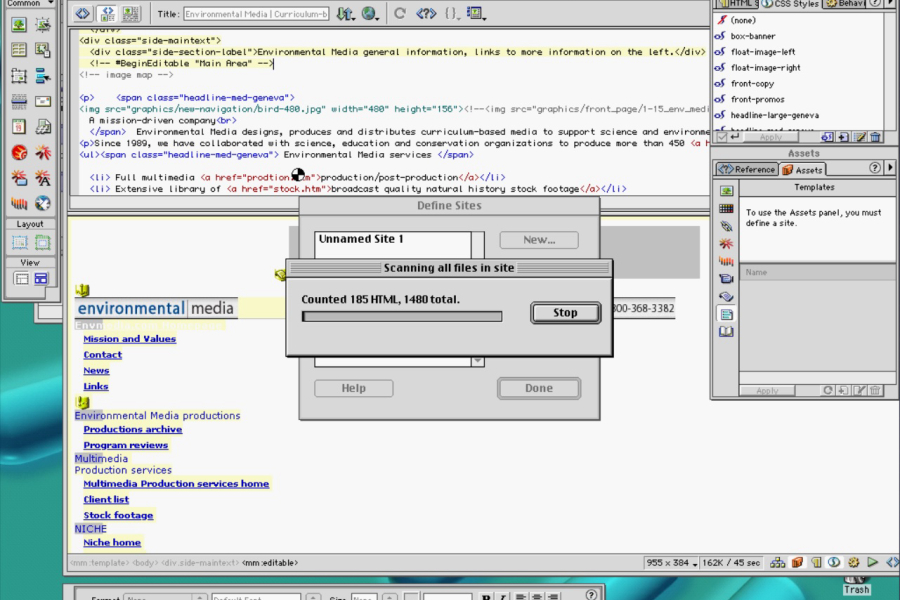 Common
Title: Environmental Media | Curriculum-b
</div>
<div class="side-maintext">
<div class="side-section-label">Environmental Media general information, links to more information on the left.</div>
<!-- #BeginEditable "Main Area" -->
<!-- image map -->
<p> <span class="headline-med-geneva">
<img src="graphics/new-navigation/bird-480.jpg" width="480" height="156"><!--<img src="graphics/front_page/1-15_env_medi
A mission-driven company<br>
</span> Environmental Media designs, produces and distributes curriculum-based media to support science and environme
<p>Since 1989, we have collaborated with science, education and conservation organizations to produce more than 450 <a h
<ul><span class="headline-med-geneva"> Environmental Media services </span>
<li> Full multimedia <a href="prodtion. m">production/post-production</a></li>
<li> Extensive library of <a href="stock.htm">broadcast quality natural history stock footage</a></li>
HTML S CSS Styles Behavi
(none)
box-banner
float-image-left
float-image-right
front-copy
front-promos
headline-large-geneva
Apply
Assets
Reference Assets
Templates
To use the Assets panel, you must
define a site.
Name
Apply
Layout
View
Define Sites
Unnamed Site 1
New...
Scanning all files in site
Counted 185 HTML, 1480 total.
Stop
Help
Done
environmental media
800-368-3382
Mission and Values
Contact
News
Links
Environmental Media productions
Productions archive
Program reviews
Multimedia
Production services
Multimedia Production services home
Client list
Stock footage
NICHE
Niche home
<mm:template> <body> <div.side-maintext> <mm:editable>
955 x 384 162K / 45 sec
Trash
Format None Default Font Size None B I